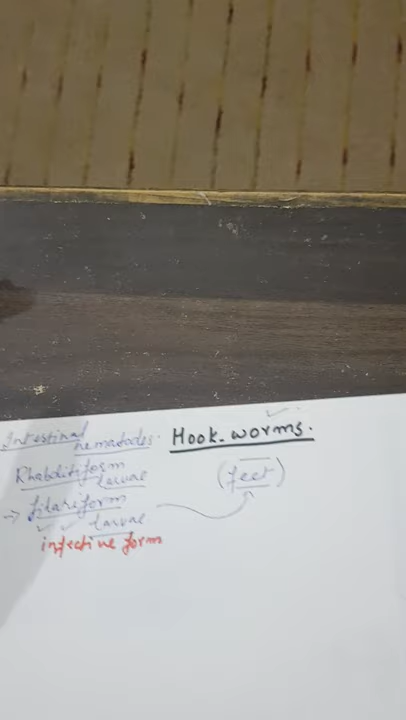 Intestinal nematodes.
Hook-worms.
Rhabditiform larvae
(feet)
→ filariform larvae
infective form